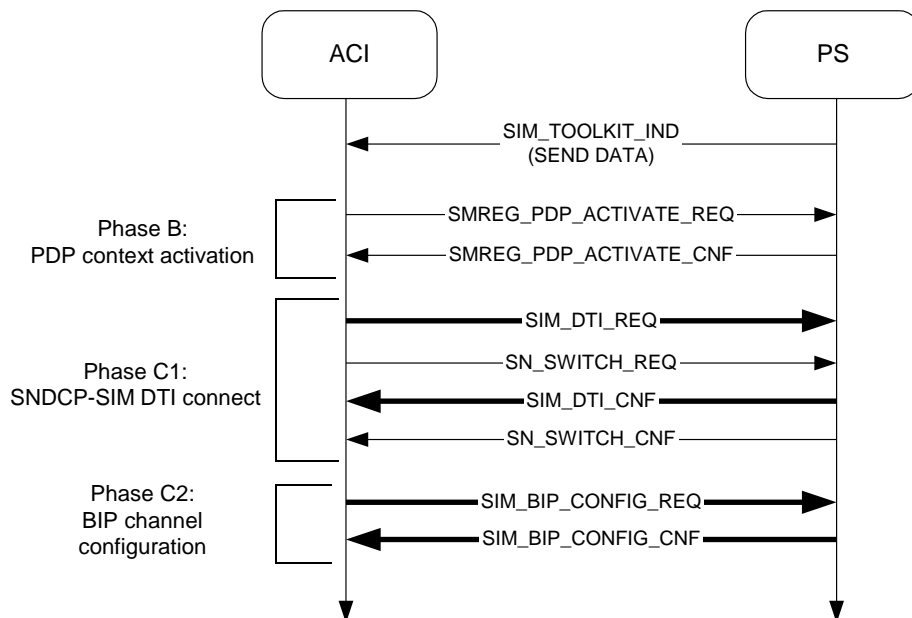 ACI
PS
SIM_TOOLKIT_IND
(SEND DATA)
Phase B:
PDP context activation
SMREG_PDP_ACTIVATE_REQ
SMREG_PDP_ACTIVATE_CNF
Phase C1:
SNDCP-SIM DTI connect
SIM_DTI_REQ
SN_SWITCH_REQ
SIM_DTI_CNF
SN_SWITCH_CNF
Phase C2:
BIP channel
configuration
SIM_BIP_CONFIG_REQ
SIM_BIP_CONFIG_CNF